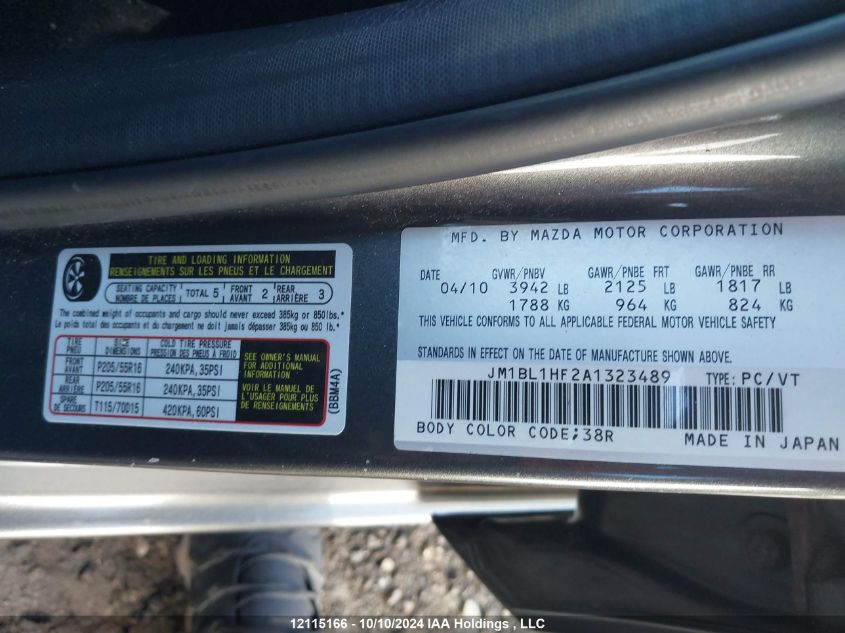 TIRE AND LOADING INFORMATION
RENSEIGNEMENTS SUR LES PNEUS ET LE CHARGEMENT
SEATING CAPACITY
NOMBRE DE PLACES
TOTAL 5
FRONT
AVANT 2
REAR
ARRIÈRE 3
The combined weight of occupants and cargo should never exceed 385kg or 850lbs.*
Le poids total des occupants et du chargement ne doit jamais dépasser 385kg ou 850 lb.*
TIRE
PNEU
SIZE
DIMENSIONS
COLD TIRE PRESSURE
PRESSION DES PNEUS À FROID
FRONT
AVANT
P205/55R16
240KPA,35PSI
REAR
ARRIÈRE
P205/55R16
240KPA,35PSI
SPARE
DE SECOURS
T115/70D15
420KPA,60PSI
SEE OWNER'S MANUAL
FOR ADDITIONAL
INFORMATION
VOIR LE MANUEL DE
L'USAGER POUR PLUS
DE RENSEIGNEMENTS
(BBM4A)
MFD. BY MAZDA MOTOR CORPORATION
DATE GVWR/PNBV GAWR/PNBE FRT GAWR/PNBE RR
04/10 3942 LB 2125 LB 1817 LB
1788 KG 964 KG 824 KG
THIS VEHICLE CONFORMS TO ALL APPLICABLE FEDERAL MOTOR VEHICLE SAFETY
STANDARDS IN EFFECT ON THE DATE OF MANUFACTURE SHOWN ABOVE.
JM1BL1HF2A1323489 TYPE: PC/VT
BODY COLOR CODE;38R MADE IN JAPAN
12115166 - 10/10/2024 IAA Holdings , LLC